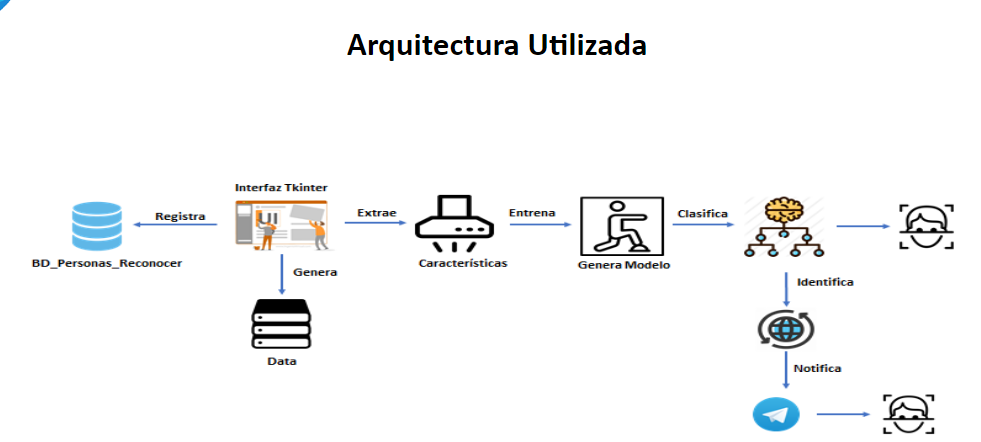 Arquitectura Utilizada
Interfaz Tkinter
UI
Registra
Extrae
Entrena
Clasifica
BD_Personas_Reconocer
Características
Genera Modelo
Genera
Identifica
Data
Notifica